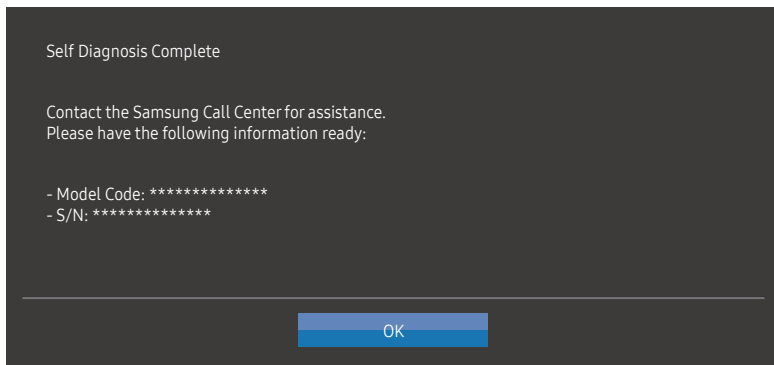 Self Diagnosis Complete
Contact the Samsung Call Center for assistance.
Please have the following information ready:
- Model Code: **************
- S/N: **************
OK